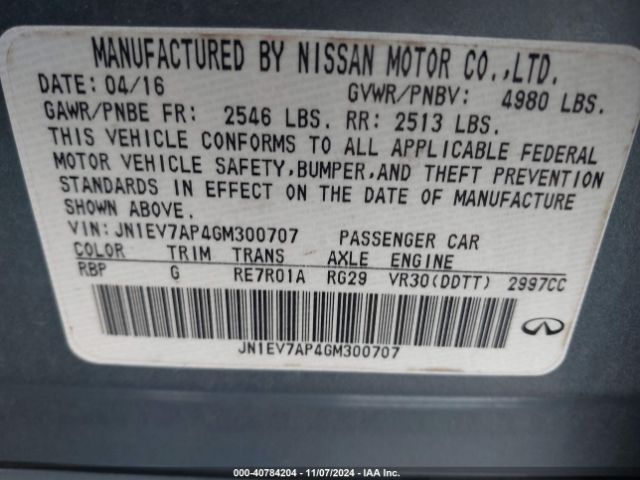 MANUFACTURED BY NISSAN MOTOR CO.,LTD.
DATE: 04/16 GVWR/PNBV: 4980 LBS.
GAWR/PNBE FR: 2546 LBS. RR: 2513 LBS.
THIS VEHICLE CONFORMS TO ALL APPLICABLE FEDERAL
MOTOR VEHICLE SAFETY,BUMPER,AND THEFT PREVENTION
STANDARDS IN EFFECT ON THE DATE OF MANUFACTURE
SHOWN ABOVE.
VIN:JN1EV7AP4GM300707 PASSENGER CAR
COLOR TRIM TRANS AXLE ENGINE
RBP G RE7R01A RG29 VR30(DDTT) 2997CC
JN1EV7AP4GM300707
000-40784204 - 11/07/2024 - IAAI.COM